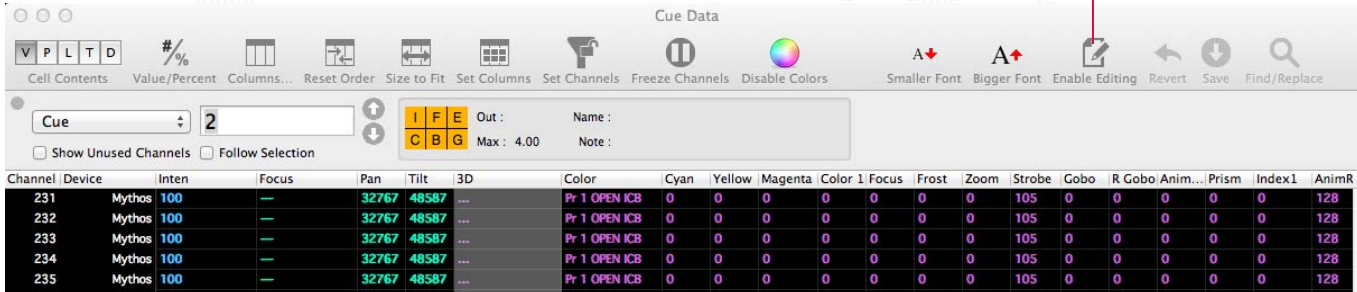 Cue Data
V P L T D #/% A A
Cell Contents Value/Percent Columns... Reset Order Size to Fit Set Columns Set Channels Freeze Channels Disable Colors Smaller Font Bigger Font Enable Editing Revert Save Find/Replace
Cue 2 I F E Out : Name :
C B G Max : 4.00 Note :
Show Unused Channels Follow Selection
Channel Device Inten Focus Pan Tilt 3D Color Cyan Yellow Magenta Color 1 Focus Frost Zoom Strobe Gobo R Gobo Anim... Prism Index1 AnimR
231 Mythos 100 — 32767 48587 ... Pr 1 OPEN ICB 0 0 0 0 0 0 0 105 0 0 0 0 0 128
232 Mythos 100 — 32767 48587 ... Pr 1 OPEN ICB 0 0 0 0 0 0 0 105 0 0 0 0 0 128
233 Mythos 100 — 32767 48587 ... Pr 1 OPEN ICB 0 0 0 0 0 0 0 105 0 0 0 0 0 128
234 Mythos 100 — 32767 48587 ... Pr 1 OPEN ICB 0 0 0 0 0 0 0 105 0 0 0 0 0 128
235 Mythos 100 — 32767 48587 ... Pr 1 OPEN ICB 0 0 0 0 0 0 0 105 0 0 0 0 0 128